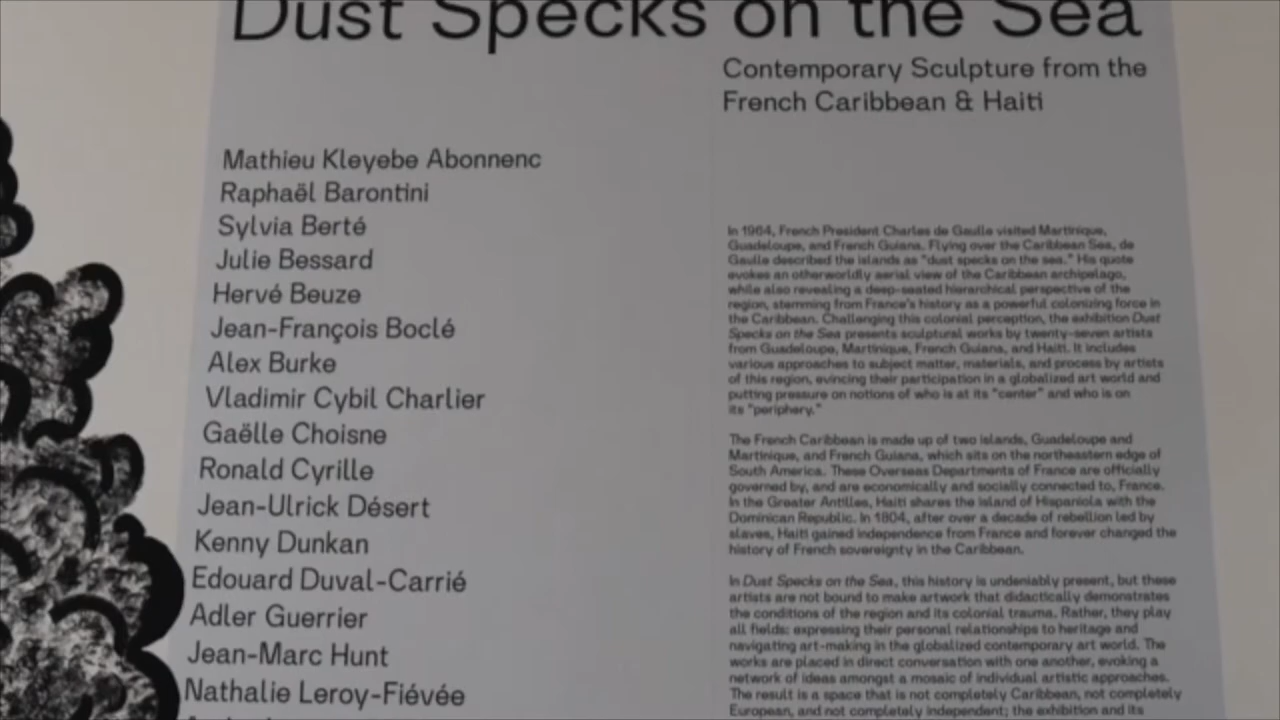 Dust Specks on the Sea
Contemporary Sculpture from the
French Caribbean & Haiti
Mathieu Kleyebe Abonnenc
Raphaël Barontini
Sylvia Berté
Julie Bessard
Hervé Beuze
Jean-François Boclé
Alex Burke
Vladimir Cybil Charlier
Gaëlle Choisne
Ronald Cyrille
Jean-Ulrick Désert
Kenny Dunkan
Edouard Duval-Carrié
Adler Guerrier
Jean-Marc Hunt
Nathalie Leroy-Fiévée
In 1964, French President Charles de Gaulle visited Martinique,
Guadeloupe, and French Guiana. Flying over the Caribbean Sea, de
Gaulle described the islands as "dust specks on the sea." His quote
evokes an otherworldly aerial view of the Caribbean archipelago,
while also revealing a deep-seated hierarchical perspective of the
region, stemming from France's history as a powerful colonizing force in
the Caribbean. Challenging this colonial perception, the exhibition Dust
Specks on the Sea presents sculptural works by twenty-seven artists
from Guadeloupe, Martinique, French Guiana, and Haiti. It includes
various approaches to subject matter, materials, and process by artists
of this region, evincing their participation in a globalized art world and
putting pressure on notions of who is at its "center" and who is on
its "periphery."
The French Caribbean is made up of two islands, Guadeloupe and
Martinique, and French Guiana, which sits on the northeastern edge of
South America. These Overseas Departments of France are officially
governed by, and are economically and socially connected to, France.
In the Greater Antilles, Haiti shares the island of Hispaniola with the
Dominican Republic. In 1804, after over a decade of rebellion led by
slaves, Haiti gained independence from France and forever changed the
history of French sovereignty in the Caribbean.
In Dust Specks on the Sea, this history is undeniably present, but these
artists are not bound to make artwork that didactically demonstrates
the conditions of the region and its colonial trauma. Rather, they play
all fields: expressing their personal relationships to heritage and
navigating art-making in the globalized contemporary art world. The
works are placed in direct conversation with one another, evoking a
network of ideas amongst a mosaic of individual artistic approaches.
The result is a space that is not completely Caribbean, not completely
European, and not completely independent; the exhibition and its